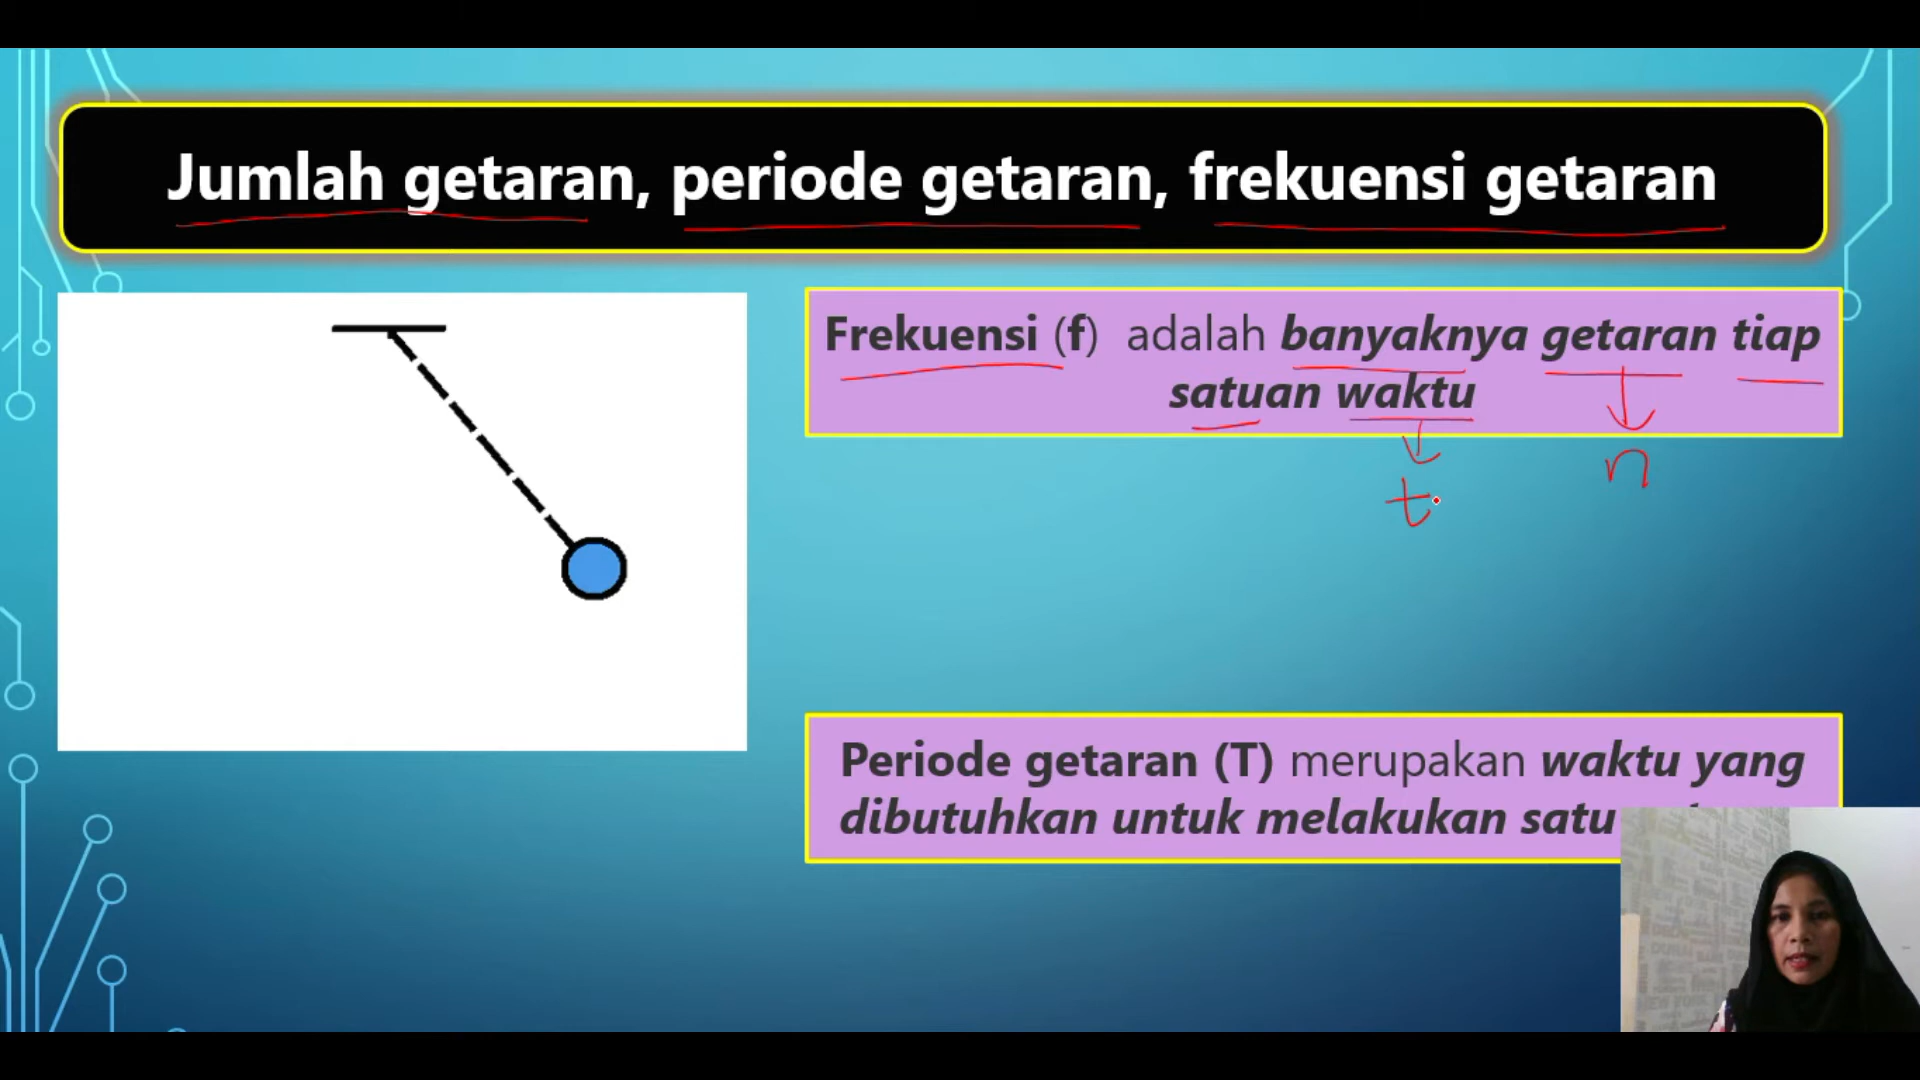 Jumlah getaran, periode getaran, frekuensi getaran
Frekuensi (f) adalah banyaknya getaran tiap
satuan waktu
n
t
Periode getaran (T) merupakan waktu yang
dibutuhkan untuk melakukan satu